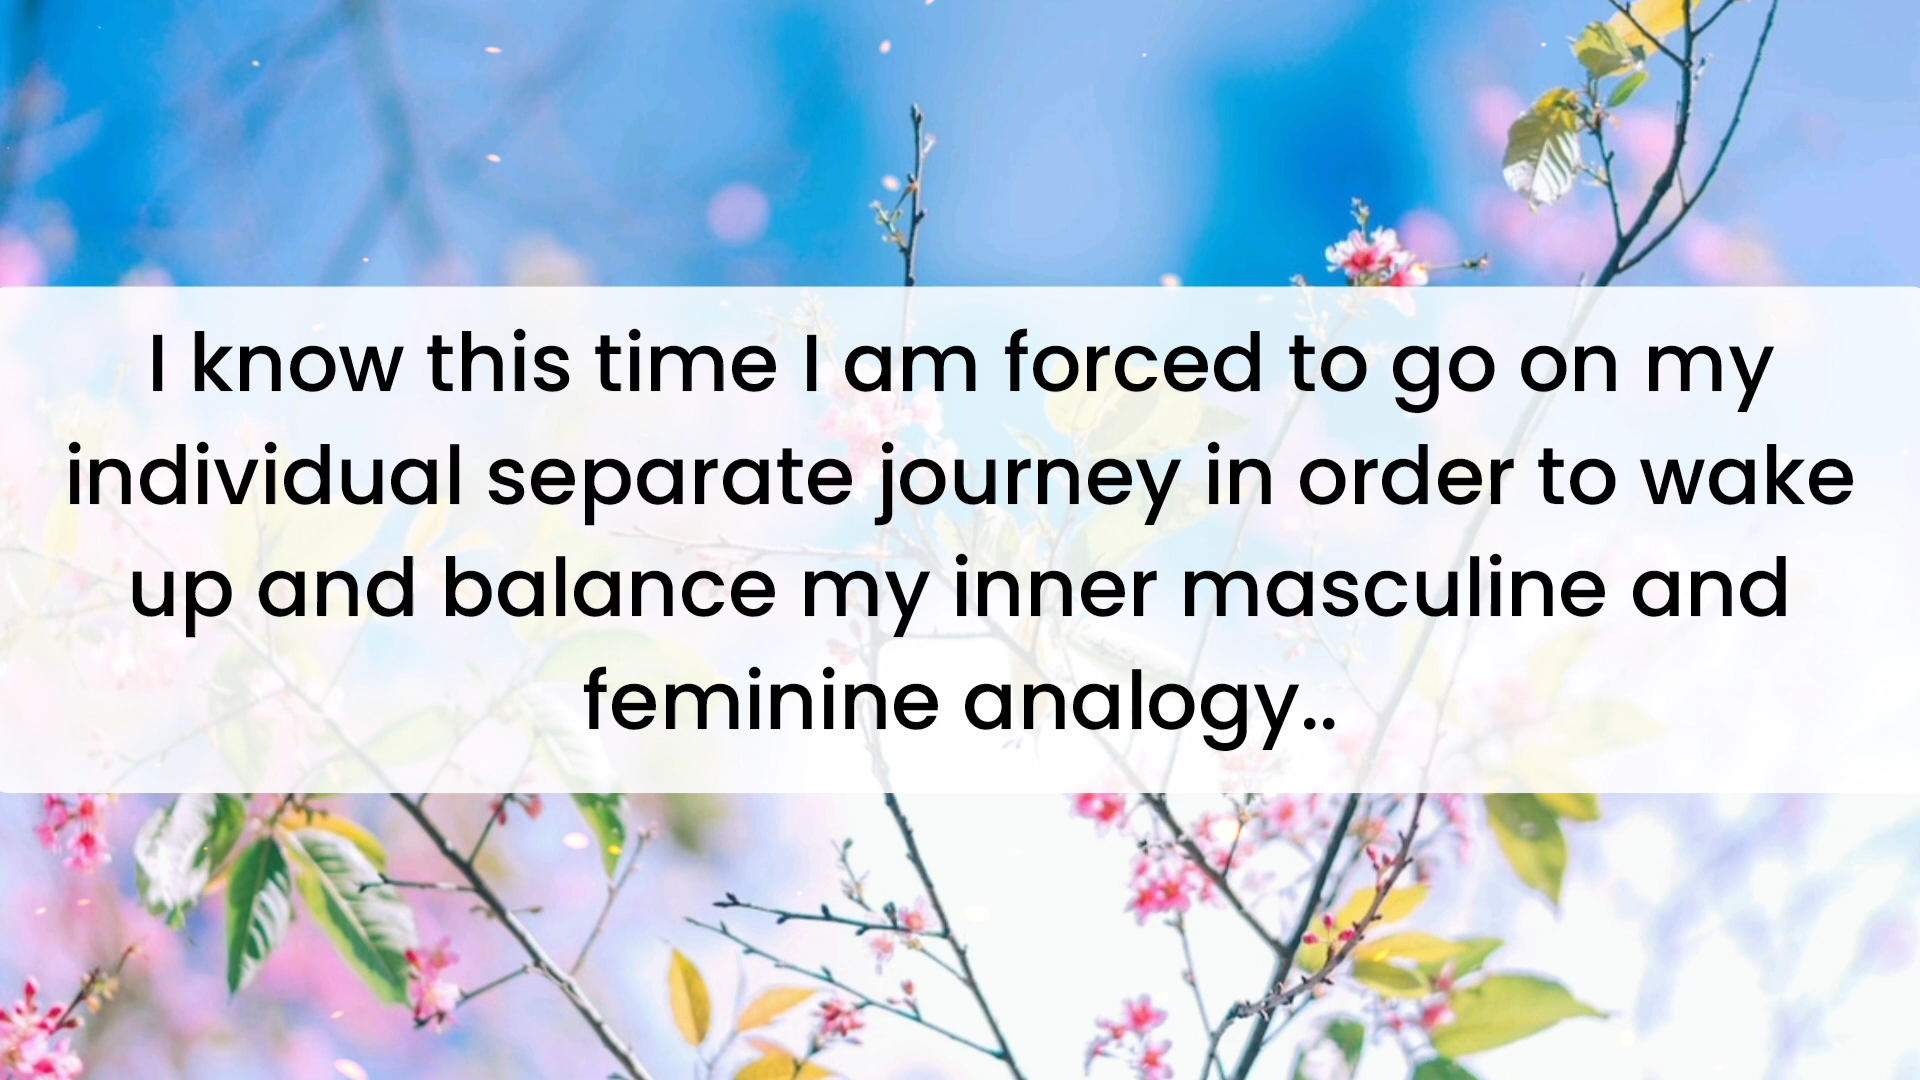 I know this time I am forced to go on my
individual separate journey in order to wake
up and balance my inner masculine and
feminine analogy..